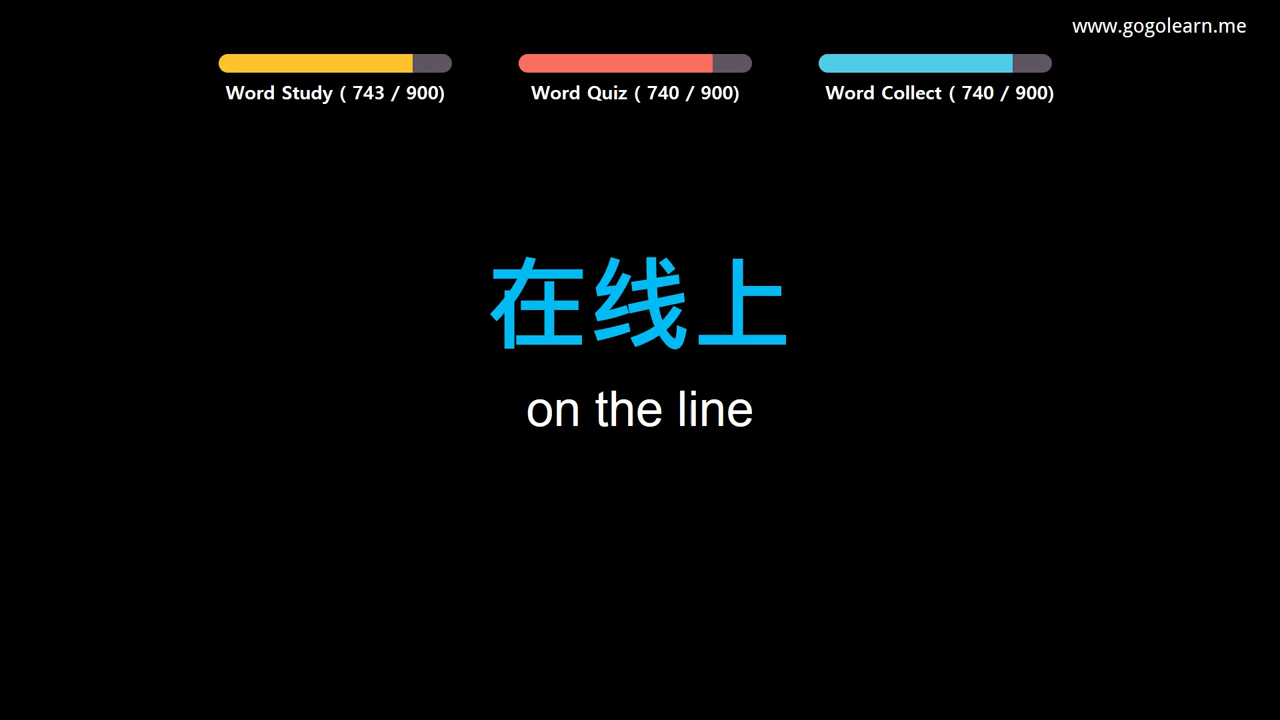 www.gogolearn.me
Word Study ( 743 / 900)
Word Quiz ( 740 / 900)
Word Collect ( 740 / 900)
在线上
on the line